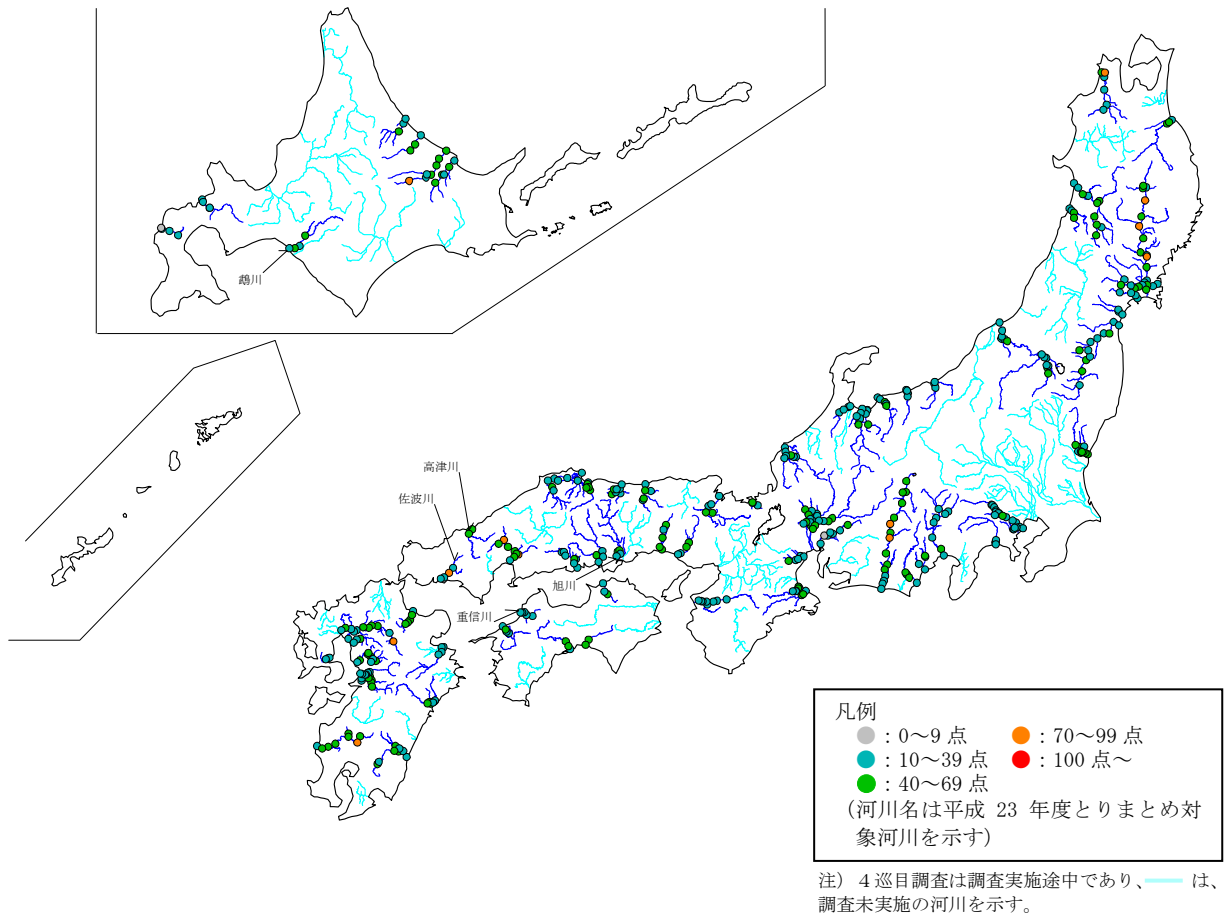 鵡川
高津川
佐波川
旭川
重信川
凡例
：0～9 点
：70～99 点
：10～39 点
：100 点～
：40～69 点
（河川名は平成 23 年度とりまとめ対
象河川を示す）
注）４巡目調査は調査実施途中であり、 は、
調査未実施の河川を示す。